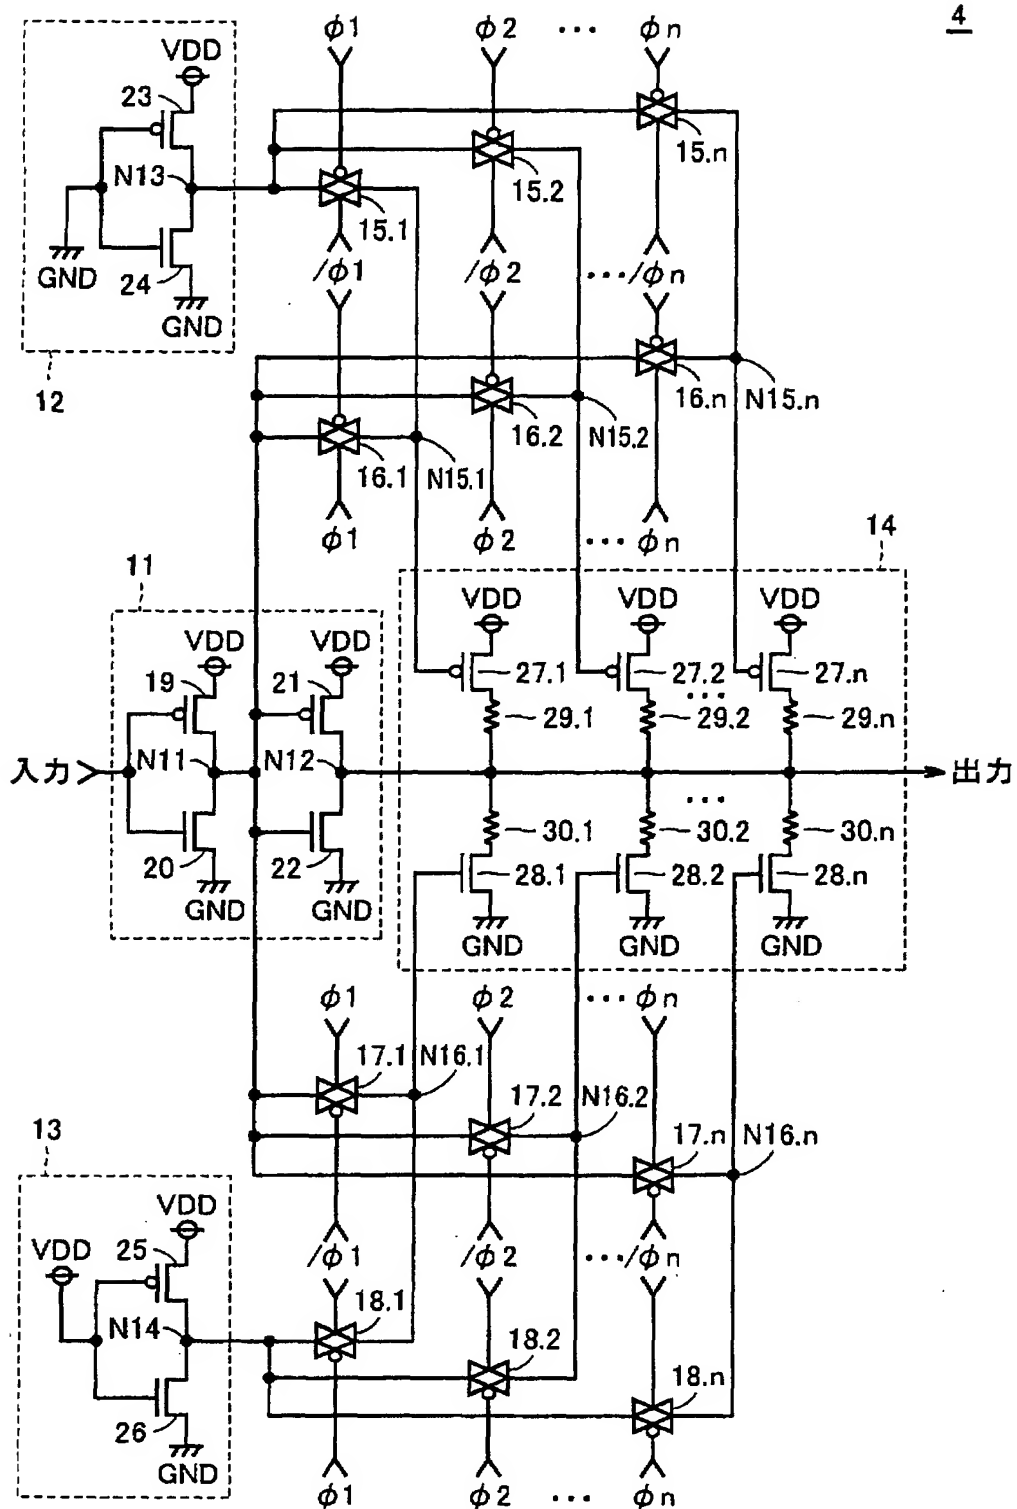 4
φ1 φ2 ... φn
VDD
23
N13
GND
24
GND
12
15.1
15.2
15.n
/φ1 /φ2 .../φn
16.1
N15.1
16.2
N15.2
16.n
N15.n
φ1 φ2 ...φn
11
14
VDD VDD
19
21
入力
N11
N12
20
22
GND GND
VDD VDD VDD
27.1 27.2 27.n
...
29.1 29.2 29.n
出力
...
30.1 30.2 30.n
28.1 28.2 28.n
GND GND GND
φ1 φ2 ...φn
17.1 N16.1
17.2 N16.2
17.n N16.n
13
VDD
VDD
25
N14
26
GND
/φ1 /φ2 .../φn
18.1
18.2
18.n
φ1 φ2 ... φn